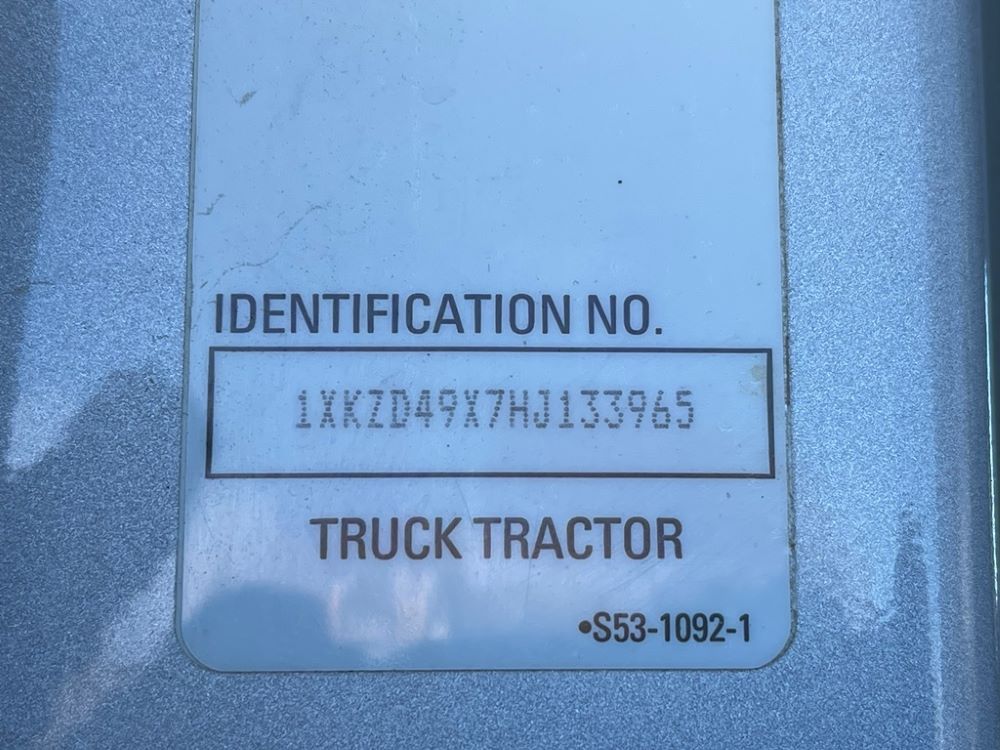 IDENTIFICATION NO.
1XKZD49X7HJ133965
TRUCK TRACTOR
•S53-1092-1